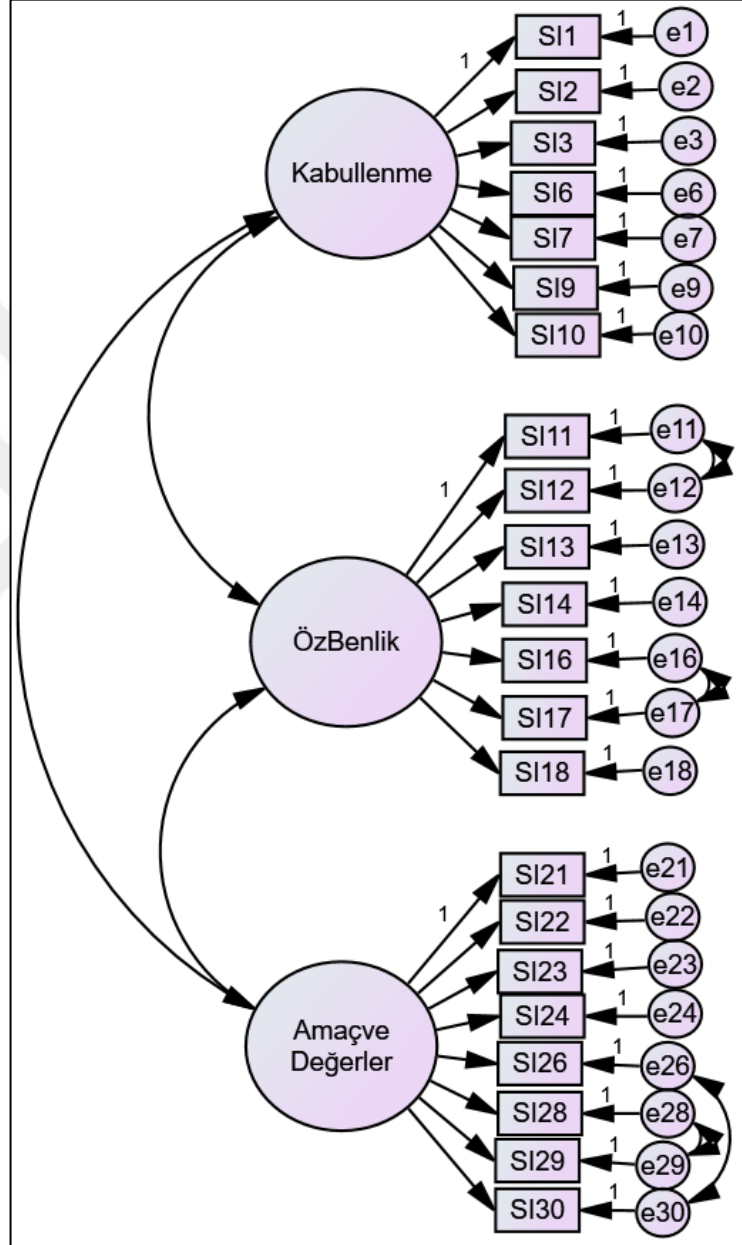 1
SI1
1
e1
SI2
1
e2
SI3
1
e3
Kabullenme
SI6
1
e6
SI7
1
e7
SI9
1
e9
SI10
1
e10
1
SI11
1
e11
SI12
1
e12
SI13
1
e13
ÖzBenlik
SI14
1
e14
SI16
1
e16
SI17
1
e17
SI18
1
e18
1
SI21
1
e21
SI22
1
e22
SI23
1
e23
Amaçve
Değerler
SI24
1
e24
SI26
1
e26
SI28
1
e28
SI29
1
e29
SI30
1
e30